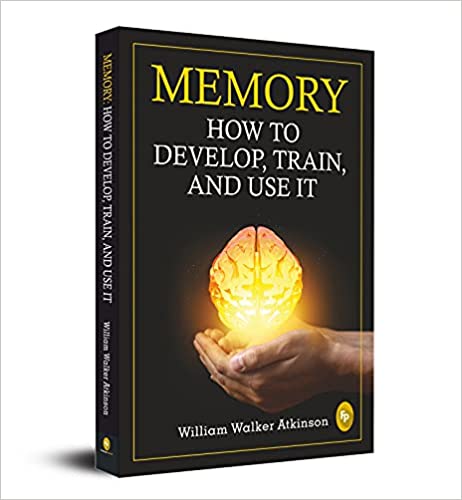 MEMORY: HOW TO DEVELOP, TRAIN, AND USE IT
William Walker Atkinson
MEMORY
HOW TO
DEVELOP, TRAIN,
AND USE IT
William Walker Atkinson
FP